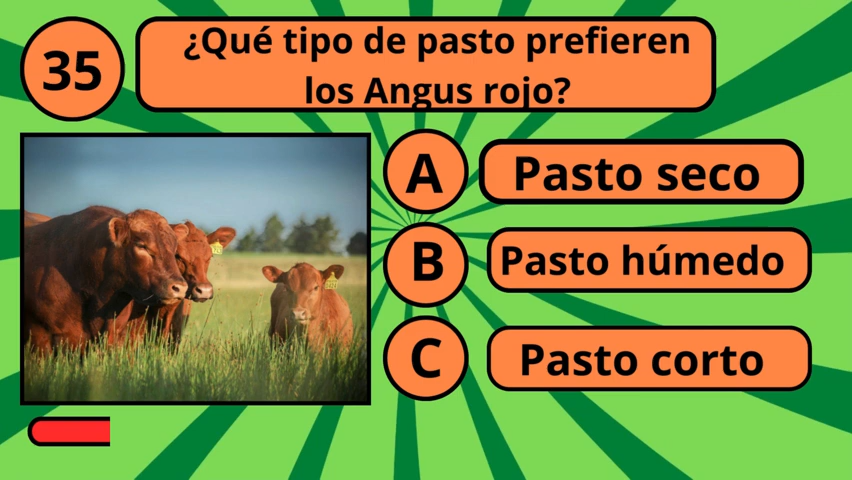 35
¿Qué tipo de pasto prefieren
los Angus rojo?
A
Pasto seco
B
Pasto húmedo
C
Pasto corto